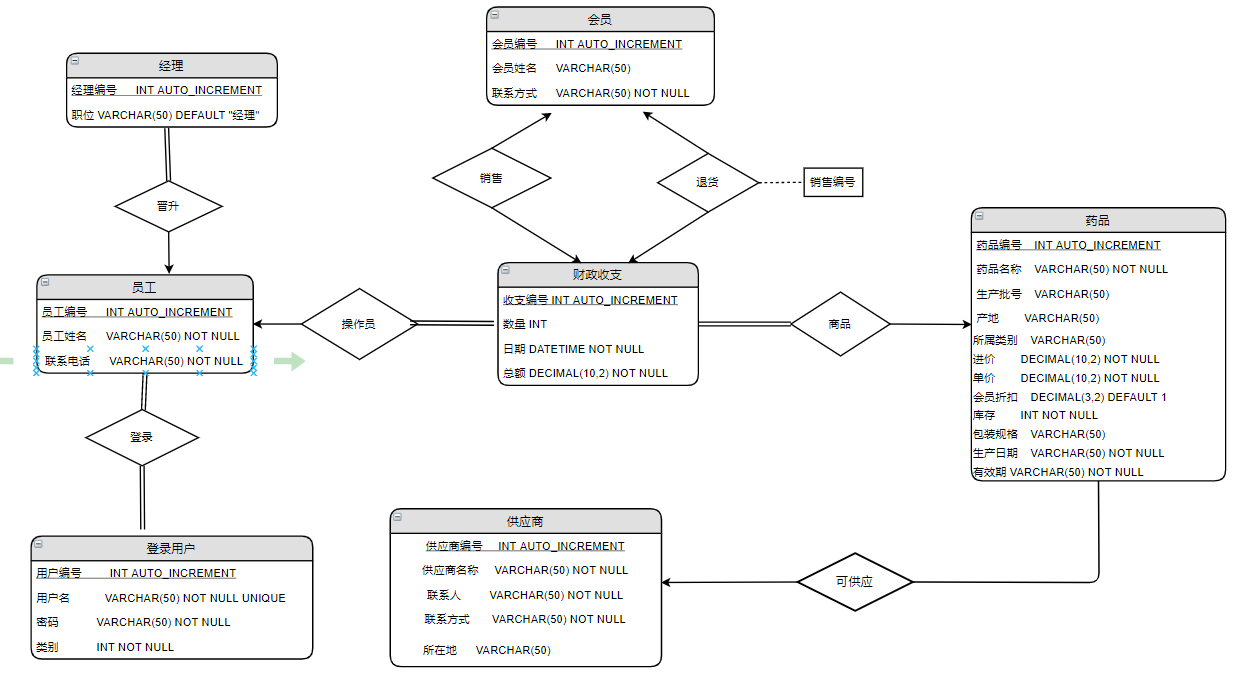 会员
会员编号 INT AUTO_INCREMENT
会员姓名 VARCHAR(50)
联系方式 VARCHAR(50) NOT NULL
经理
经理编号 INT AUTO_INCREMENT
职位 VARCHAR(50) DEFAULT "经理"
销售
退货
销售编号
晋升
药品
药品编号 INT AUTO_INCREMENT
药品名称 VARCHAR(50) NOT NULL
生产批号 VARCHAR(50)
产地 VARCHAR(50)
所属类别 VARCHAR(50)
进价 DECIMAL(10,2) NOT NULL
单价 DECIMAL(10,2) NOT NULL
会员折扣 DECIMAL(3,2) DEFAULT 1
库存 INT NOT NULL
包装规格 VARCHAR(50)
生产日期 VARCHAR(50) NOT NULL
有效期 VARCHAR(50) NOT NULL
员工
员工编号 INT AUTO_INCREMENT
员工姓名 VARCHAR(50) NOT NULL
联系电话 VARCHAR(50) NOT NULL
操作员
财政收支
收支编号 INT AUTO_INCREMENT
数量 INT
日期 DATETIME NOT NULL
总额 DECIMAL(10,2) NOT NULL
商品
登录
登录用户
用户编号 INT AUTO_INCREMENT
用户名 VARCHAR(50) NOT NULL UNIQUE
密码 VARCHAR(50) NOT NULL
类别 INT NOT NULL
供应商
供应商编号 INT AUTO_INCREMENT
供应商名称 VARCHAR(50) NOT NULL
联系人 VARCHAR(50) NOT NULL
联系方式 VARCHAR(50) NOT NULL
所在地 VARCHAR(50)
可供应